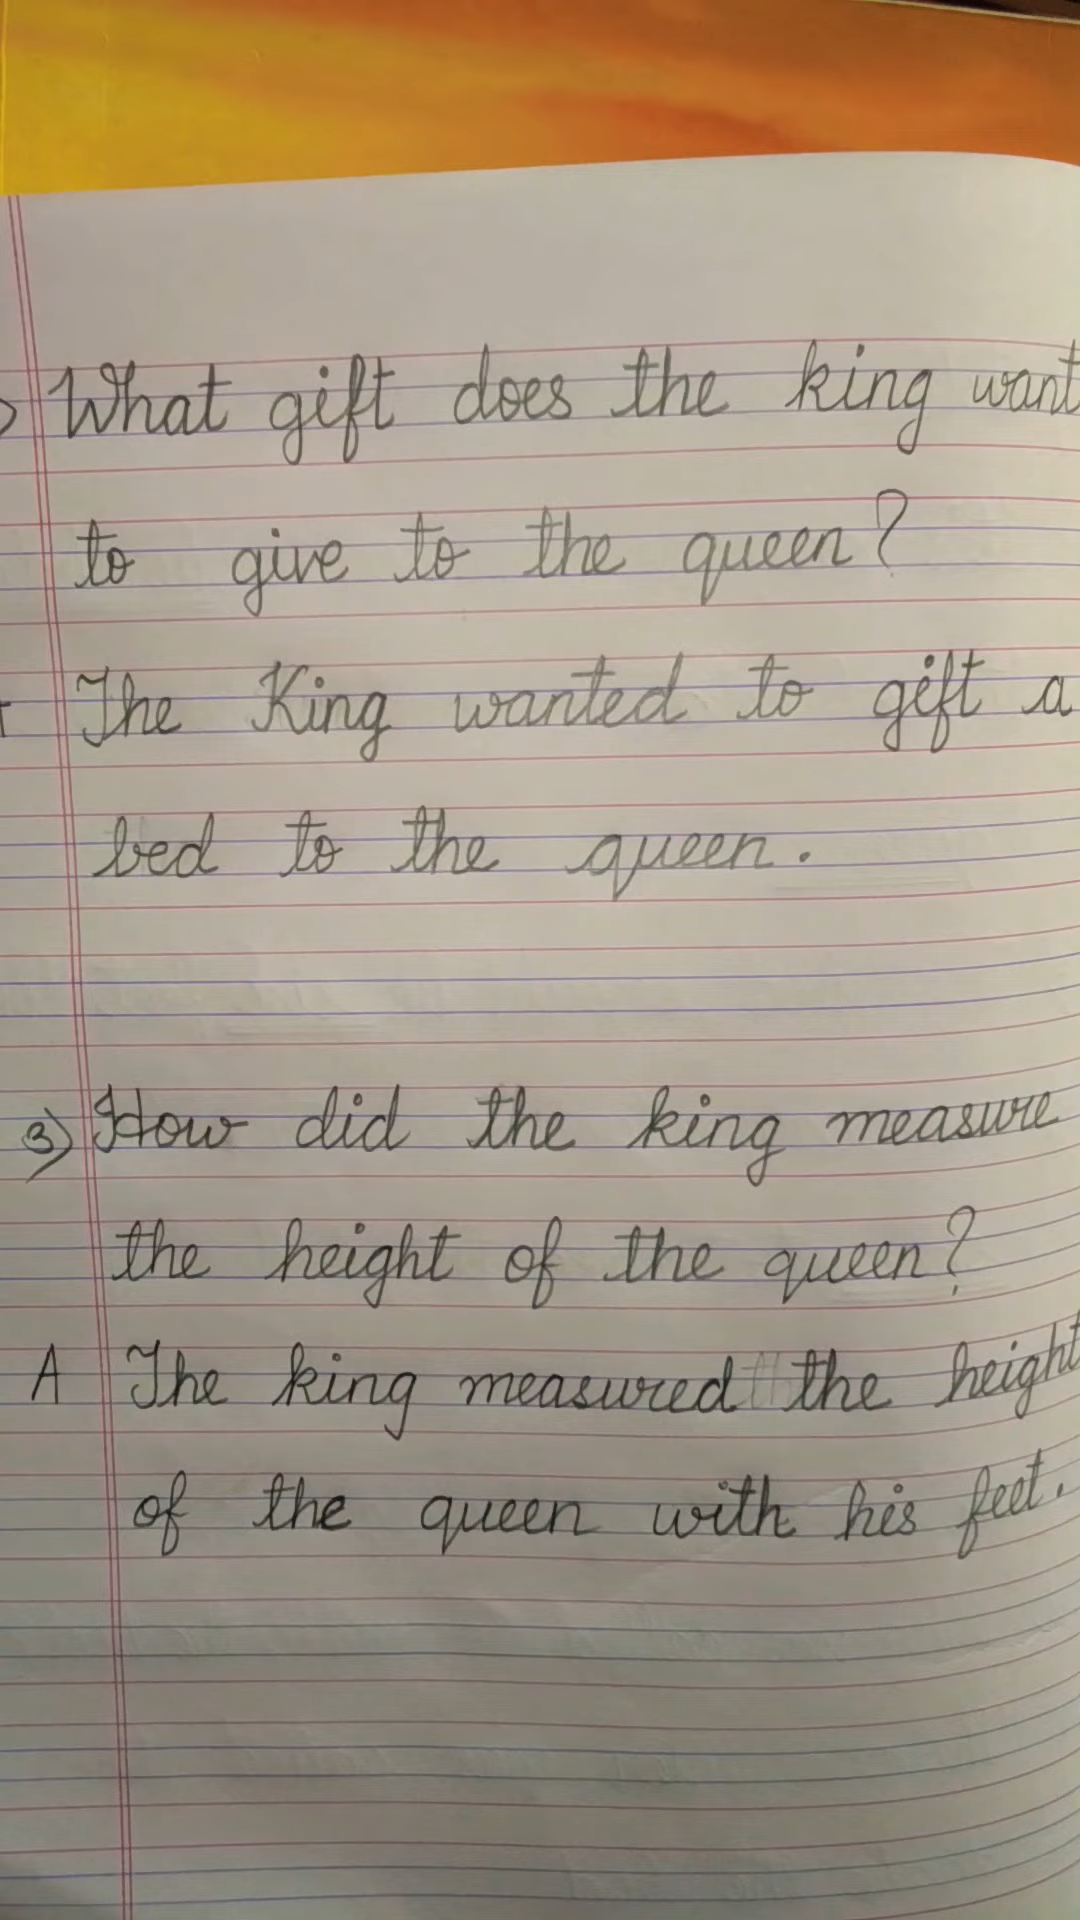 What gift does the king want
to give to the queen?
The King wanted to gift a
bed to the queen.
3) How did the king measure
the height of the queen?
A The king measured the height
of the queen with his feet.